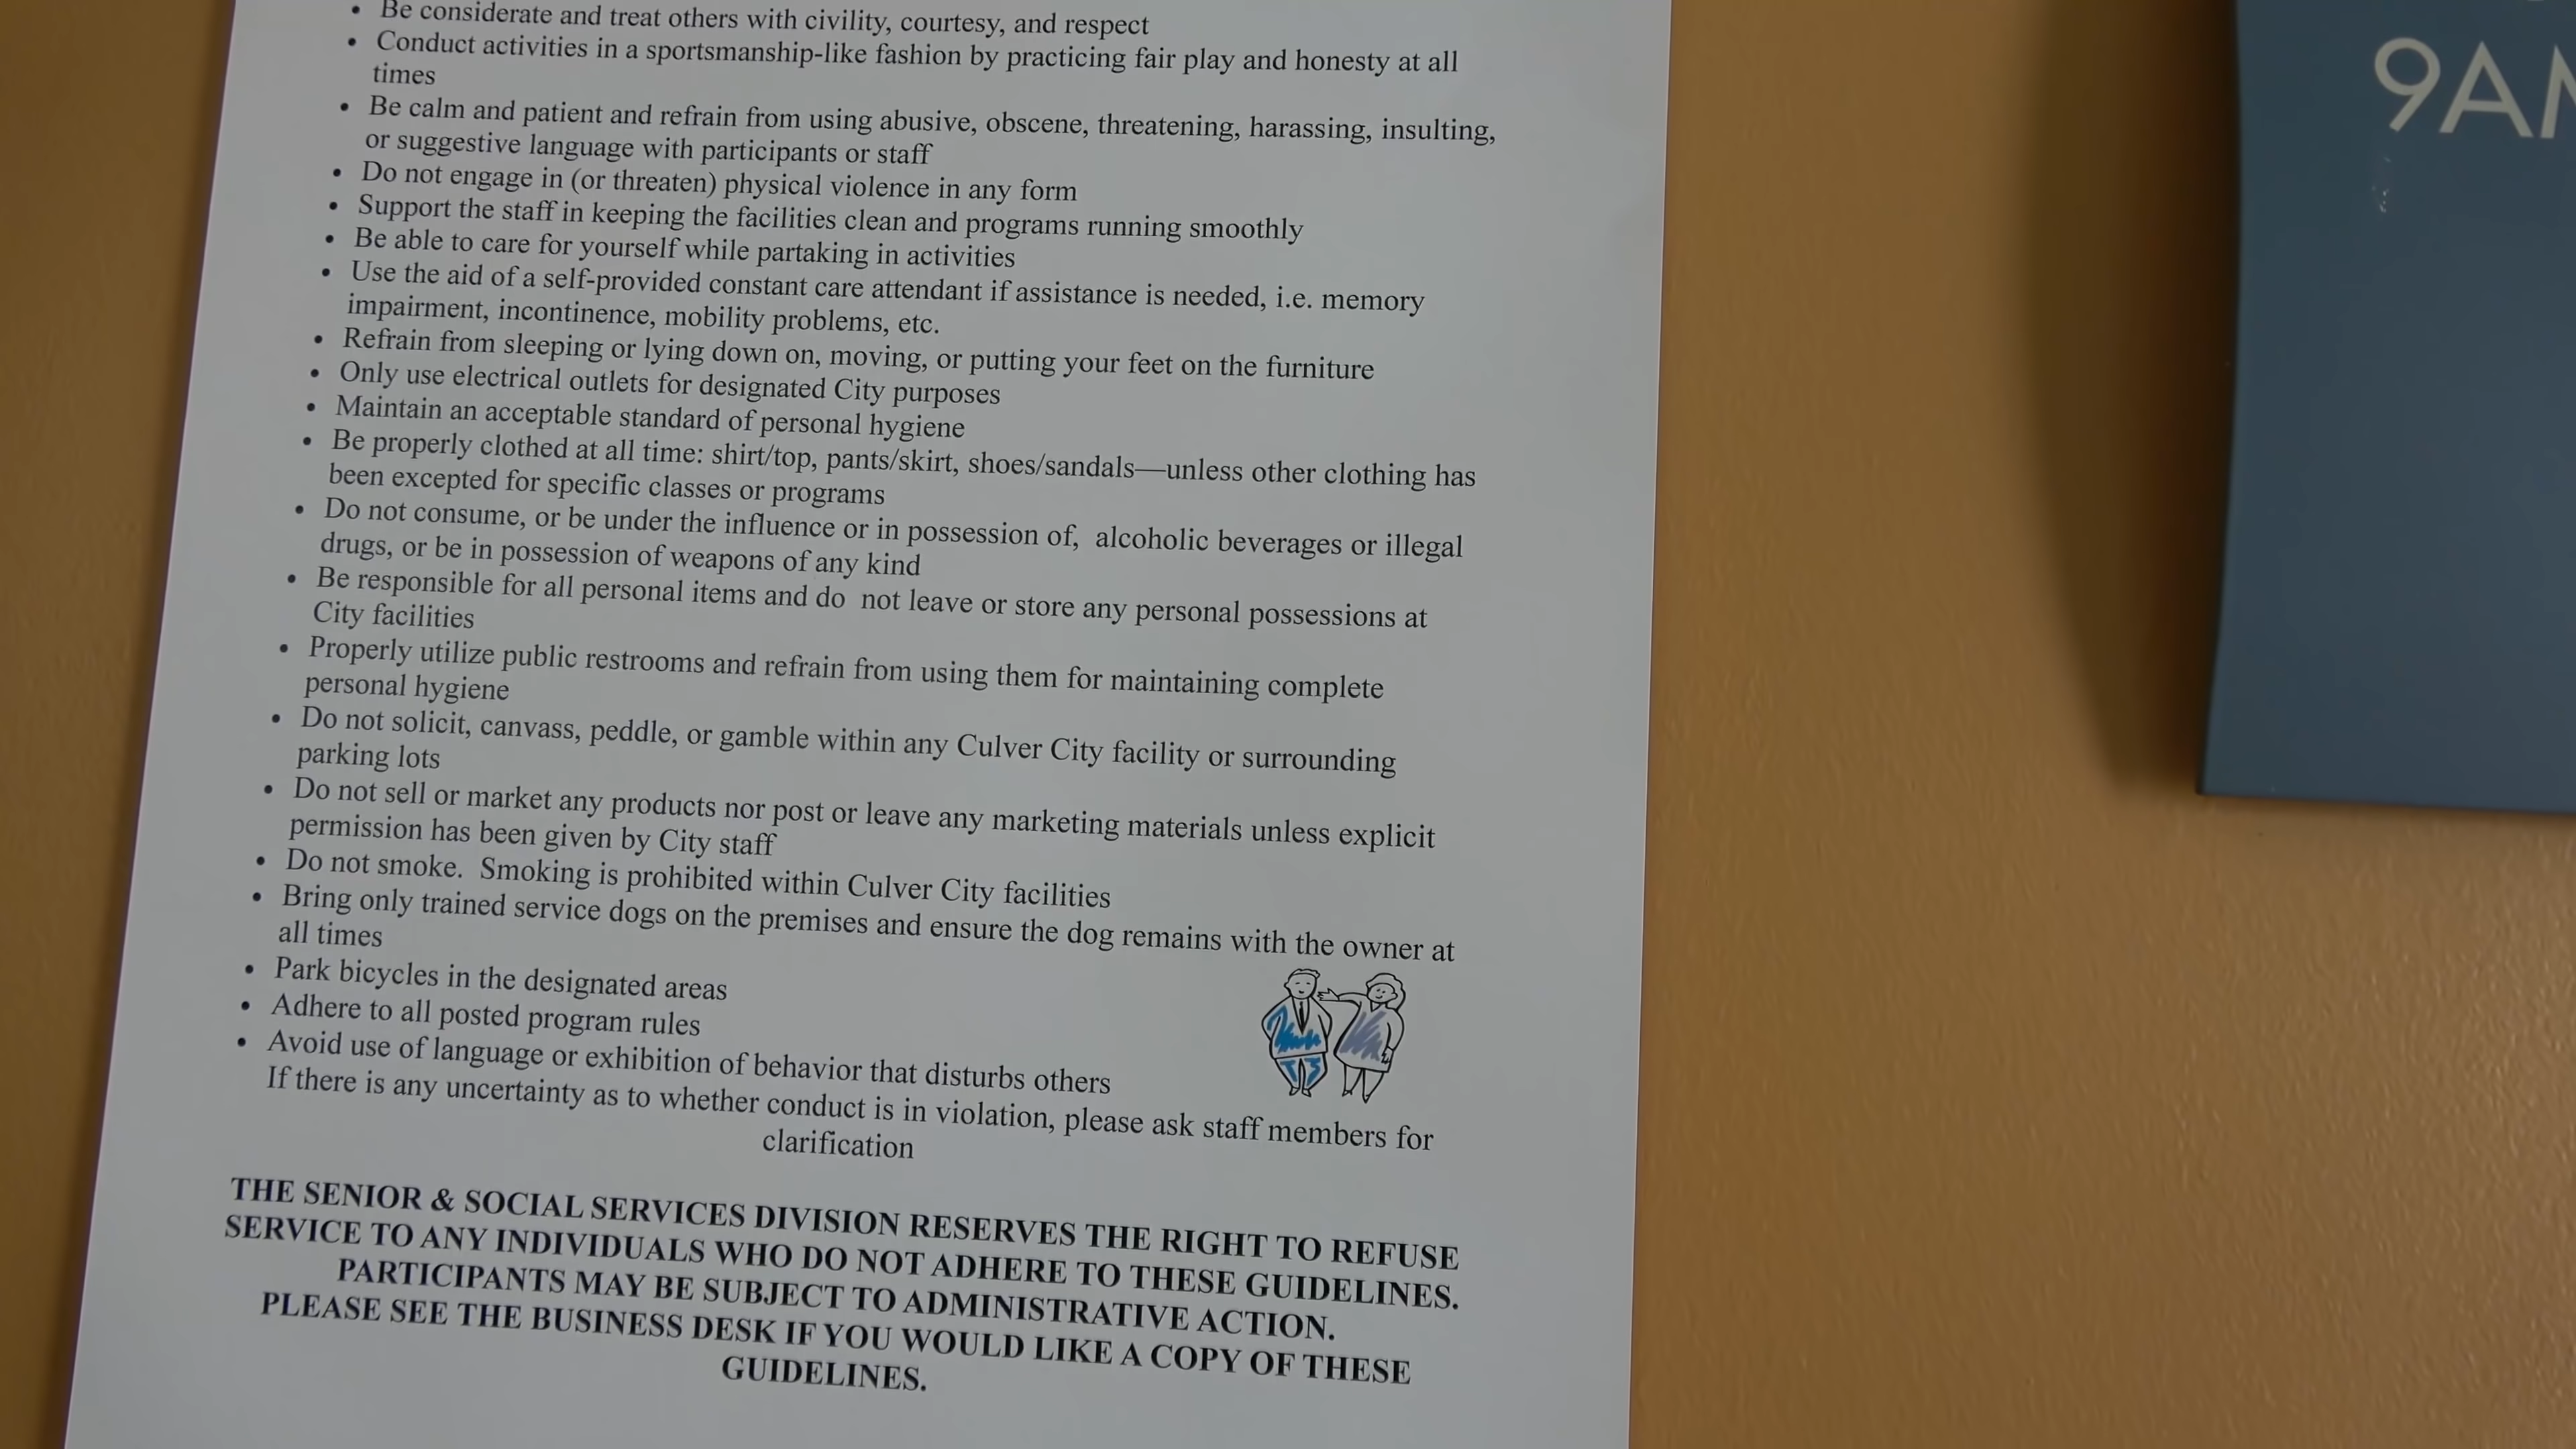 • Be considerate and treat others with civility, courtesy, and respect
• Conduct activities in a sportsmanship-like fashion by practicing fair play and honesty at all
times
• Be calm and patient and refrain from using abusive, obscene, threatening, harassing, insulting,
or suggestive language with participants or staff
• Do not engage in (or threaten) physical violence in any form
• Support the staff in keeping the facilities clean and programs running smoothly
• Be able to care for yourself while partaking in activities
• Use the aid of a self-provided constant care attendant if assistance is needed, i.e. memory
impairment, incontinence, mobility problems, etc.
• Refrain from sleeping or lying down on, moving, or putting your feet on the furniture
• Only use electrical outlets for designated City purposes
• Maintain an acceptable standard of personal hygiene
• Be properly clothed at all time: shirt/top, pants/skirt, shoes/sandals—unless other clothing has
been excepted for specific classes or programs
• Do not consume, or be under the influence or in possession of,  alcoholic beverages or illegal
drugs, or be in possession of weapons of any kind
• Be responsible for all personal items and do  not leave or store any personal possessions at
City facilities
• Properly utilize public restrooms and refrain from using them for maintaining complete
personal hygiene
• Do not solicit, canvass, peddle, or gamble within any Culver City facility or surrounding
parking lots
• Do not sell or market any products nor post or leave any marketing materials unless explicit
permission has been given by City staff
• Do not smoke.  Smoking is prohibited within Culver City facilities
• Bring only trained service dogs on the premises and ensure the dog remains with the owner at
all times
• Park bicycles in the designated areas
• Adhere to all posted program rules
• Avoid use of language or exhibition of behavior that disturbs others
If there is any uncertainty as to whether conduct is in violation, please ask staff members for
clarification
THE SENIOR & SOCIAL SERVICES DIVISION RESERVES THE RIGHT TO REFUSE
SERVICE TO ANY INDIVIDUALS WHO DO NOT ADHERE TO THESE GUIDELINES.
PARTICIPANTS MAY BE SUBJECT TO ADMINISTRATIVE ACTION.
PLEASE SEE THE BUSINESS DESK IF YOU WOULD LIKE A COPY OF THESE
GUIDELINES.
9AM